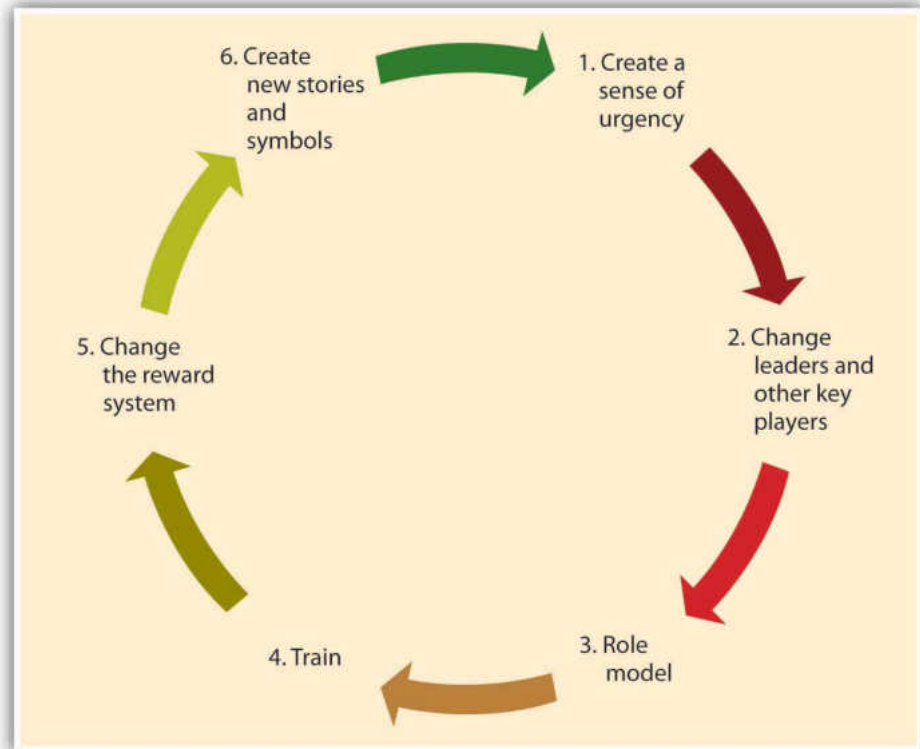 1. Create a
sense of
urgency
2. Change
leaders and
other key
players
3. Role
model
4. Train
5. Change
the reward
system
6. Create
new stories
and
symbols